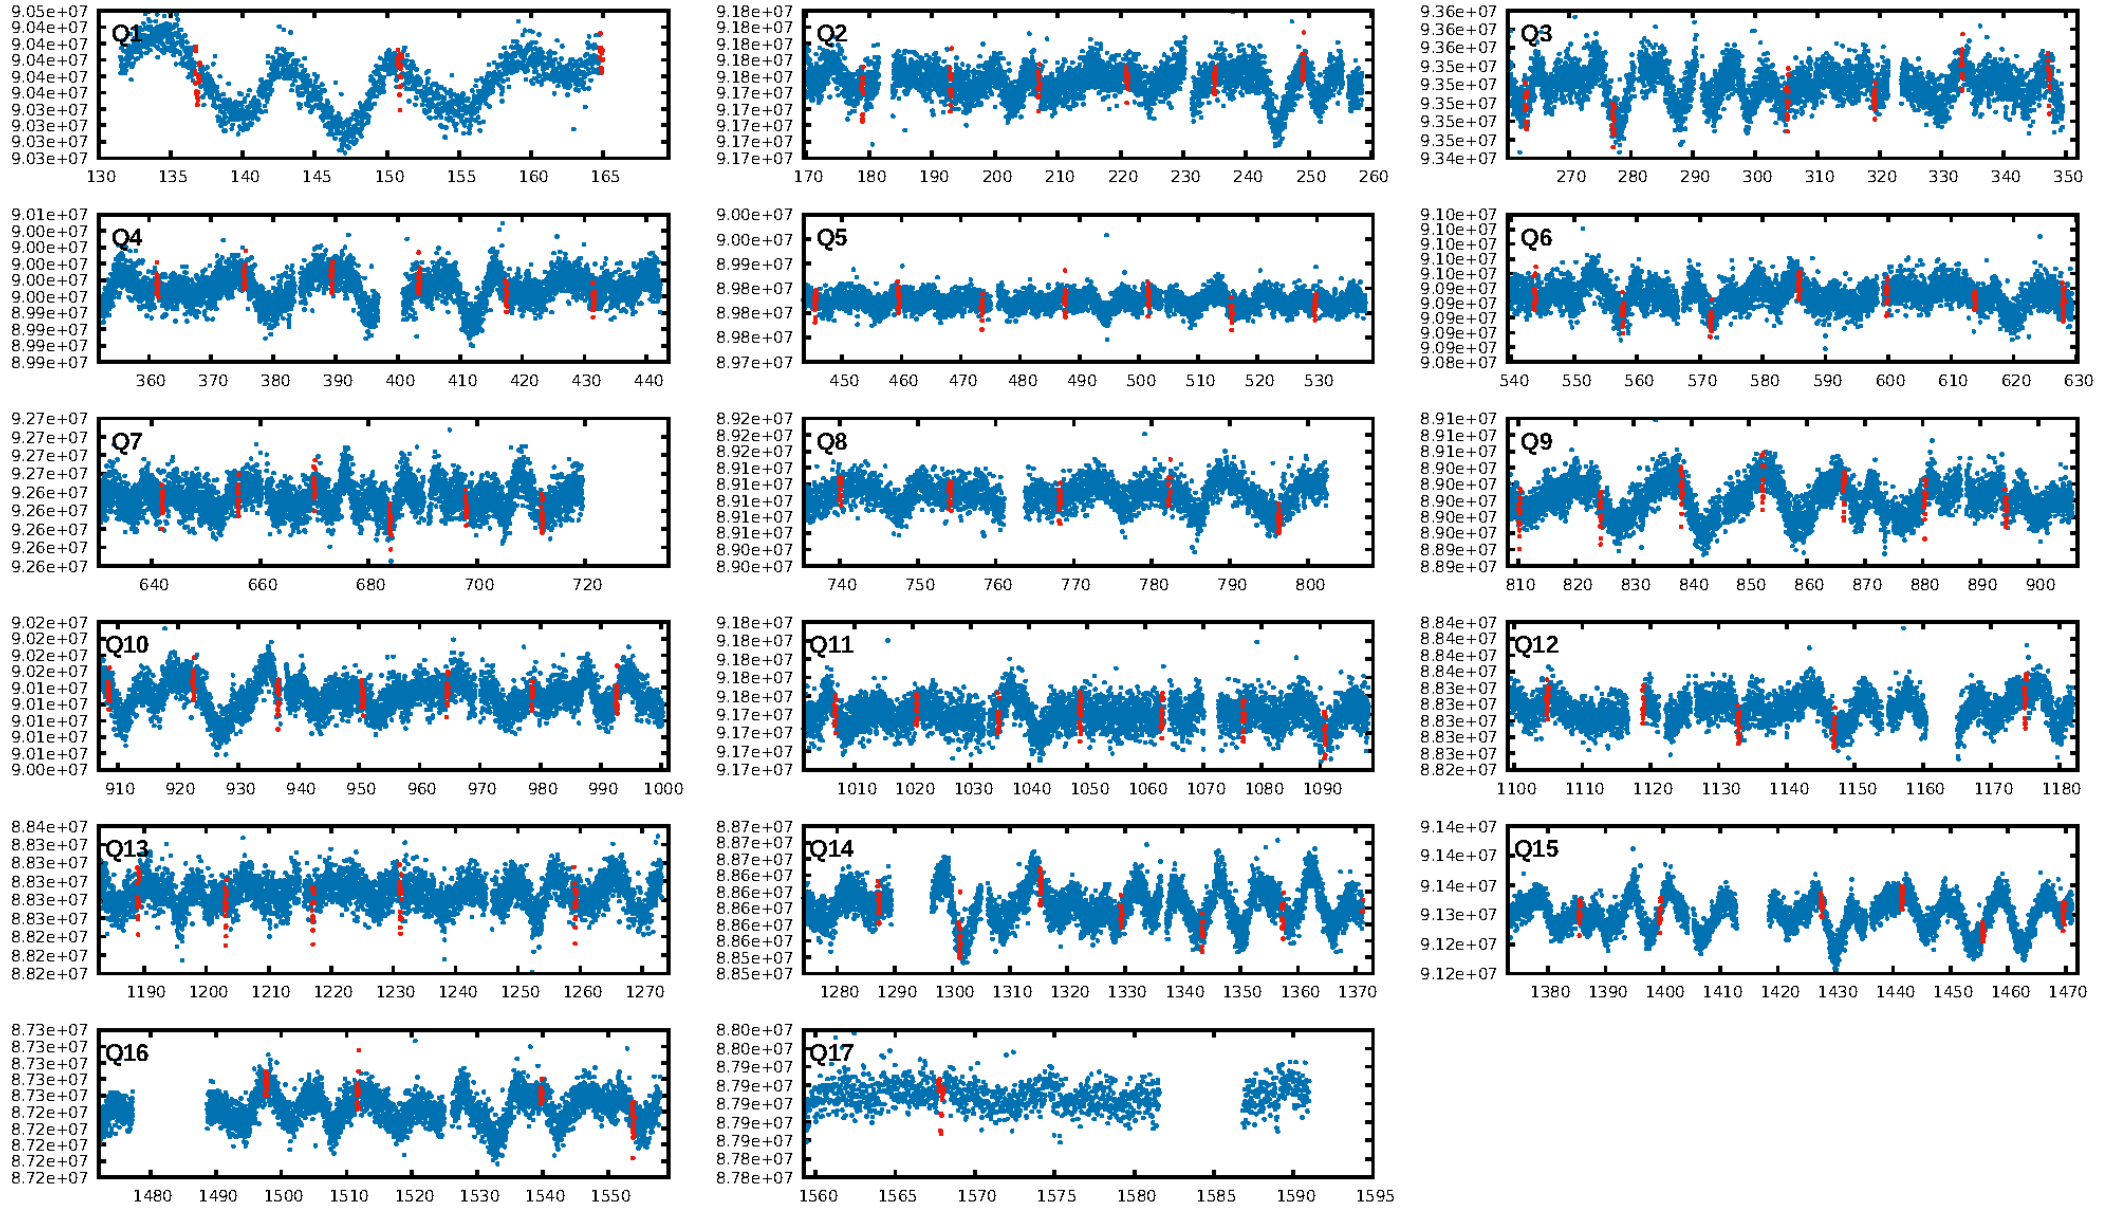 9.05e+07
9.04e+07
9.04e+07
9.04e+07
9.04e+07
9.04e+07
9.03e+07
9.03e+07
9.03e+07
9.03e+07
Q1
130 135 140 145 150 155 160 165
9.18e+07
9.18e+07
9.18e+07
9.18e+07
9.18e+07
9.17e+07
9.17e+07
9.17e+07
9.17e+07
9.17e+07
Q2
170 180 190 200 210 220 230 240 250 260
9.36e+07
9.36e+07
9.36e+07
9.35e+07
9.35e+07
9.35e+07
9.35e+07
9.35e+07
9.34e+07
Q3
270 280 290 300 310 320 330 340 350
9.01e+07
9.00e+07
9.00e+07
9.00e+07
9.00e+07
9.00e+07
8.99e+07
8.99e+07
8.99e+07
8.99e+07
Q4
360 370 380 390 400 410 420 430 440
9.00e+07
9.00e+07
8.99e+07
8.98e+07
8.98e+07
8.98e+07
8.97e+07
Q5
450 460 470 480 490 500 510 520 530
9.10e+07
9.10e+07
9.10e+07
9.10e+07
9.10e+07
9.09e+07
9.09e+07
9.09e+07
9.09e+07
9.09e+07
9.08e+07
Q6
540 550 560 570 580 590 600 610 620 630
9.27e+07
9.27e+07
9.27e+07
9.27e+07
9.26e+07
9.26e+07
9.26e+07
9.26e+07
9.26e+07
Q7
640 660 680 700 720
8.92e+07
8.92e+07
8.92e+07
8.91e+07
8.91e+07
8.91e+07
8.91e+07
8.91e+07
8.90e+07
8.90e+07
Q8
740 750 760 770 780 790 800
8.91e+07
8.91e+07
8.90e+07
8.90e+07
8.90e+07
8.90e+07
8.90e+07
8.90e+07
8.89e+07
8.89e+07
Q9
810 820 830 840 850 860 870 880 890 900
9.02e+07
9.02e+07
9.02e+07
9.02e+07
9.01e+07
9.01e+07
9.01e+07
9.01e+07
9.01e+07
9.00e+07
Q10
910 920 930 940 950 960 970 980 990 1000
9.18e+07
9.18e+07
9.18e+07
9.18e+07
9.18e+07
9.17e+07
9.17e+07
9.17e+07
9.17e+07
Q11
1010 1020 1030 1040 1050 1060 1070 1080 1090
8.84e+07
8.84e+07
8.84e+07
8.84e+07
8.83e+07
8.83e+07
8.83e+07
8.83e+07
8.83e+07
8.82e+07
Q12
1100 1110 1120 1130 1140 1150 1160 1170 1180
8.84e+07
8.83e+07
8.83e+07
8.83e+07
8.83e+07
8.83e+07
8.82e+07
8.82e+07
8.82e+07
Q13
1190 1200 1210 1220 1230 1240 1250 1260 1270
8.87e+07
8.87e+07
8.87e+07
8.86e+07
8.86e+07
8.86e+07
8.86e+07
8.86e+07
8.85e+07
8.85e+07
Q14
1280 1290 1300 1310 1320 1330 1340 1350 1360 1370
9.14e+07
9.14e+07
9.14e+07
9.13e+07
9.12e+07
9.12e+07
Q15
1380 1390 1400 1410 1420 1430 1440 1450 1460 1470
8.73e+07
8.73e+07
8.73e+07
8.73e+07
8.73e+07
8.72e+07
8.72e+07
8.72e+07
8.72e+07
8.72e+07
Q16
1480 1490 1500 1510 1520 1530 1540 1550
8.80e+07
8.80e+07
8.79e+07
8.79e+07
8.79e+07
8.79e+07
8.79e+07
8.78e+07
8.78e+07
Q17
1560 1565 1570 1575 1580 1585 1590 1595